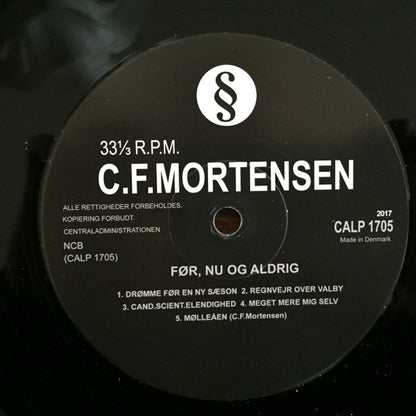 §
33⅓ R.P.M.
C.F.MORTENSEN
ALLE RETTIGHEDER FORBEHOLDES.
KOPIERING FORBUDT.
CENTRALADMINISTRATIONEN
NCB
(CALP 1705)
2017
CALP 1705
Made in Denmark
FØR, NU OG ALDRIG
1. DRØMME FØR EN NY SÆSON 2. REGNVEJR OVER VALBY
3. CAND.SCIENT.ELENDIGHED 4. MEGET MERE MIG SELV
5. MØLLEÅEN (C.F.Mortensen)